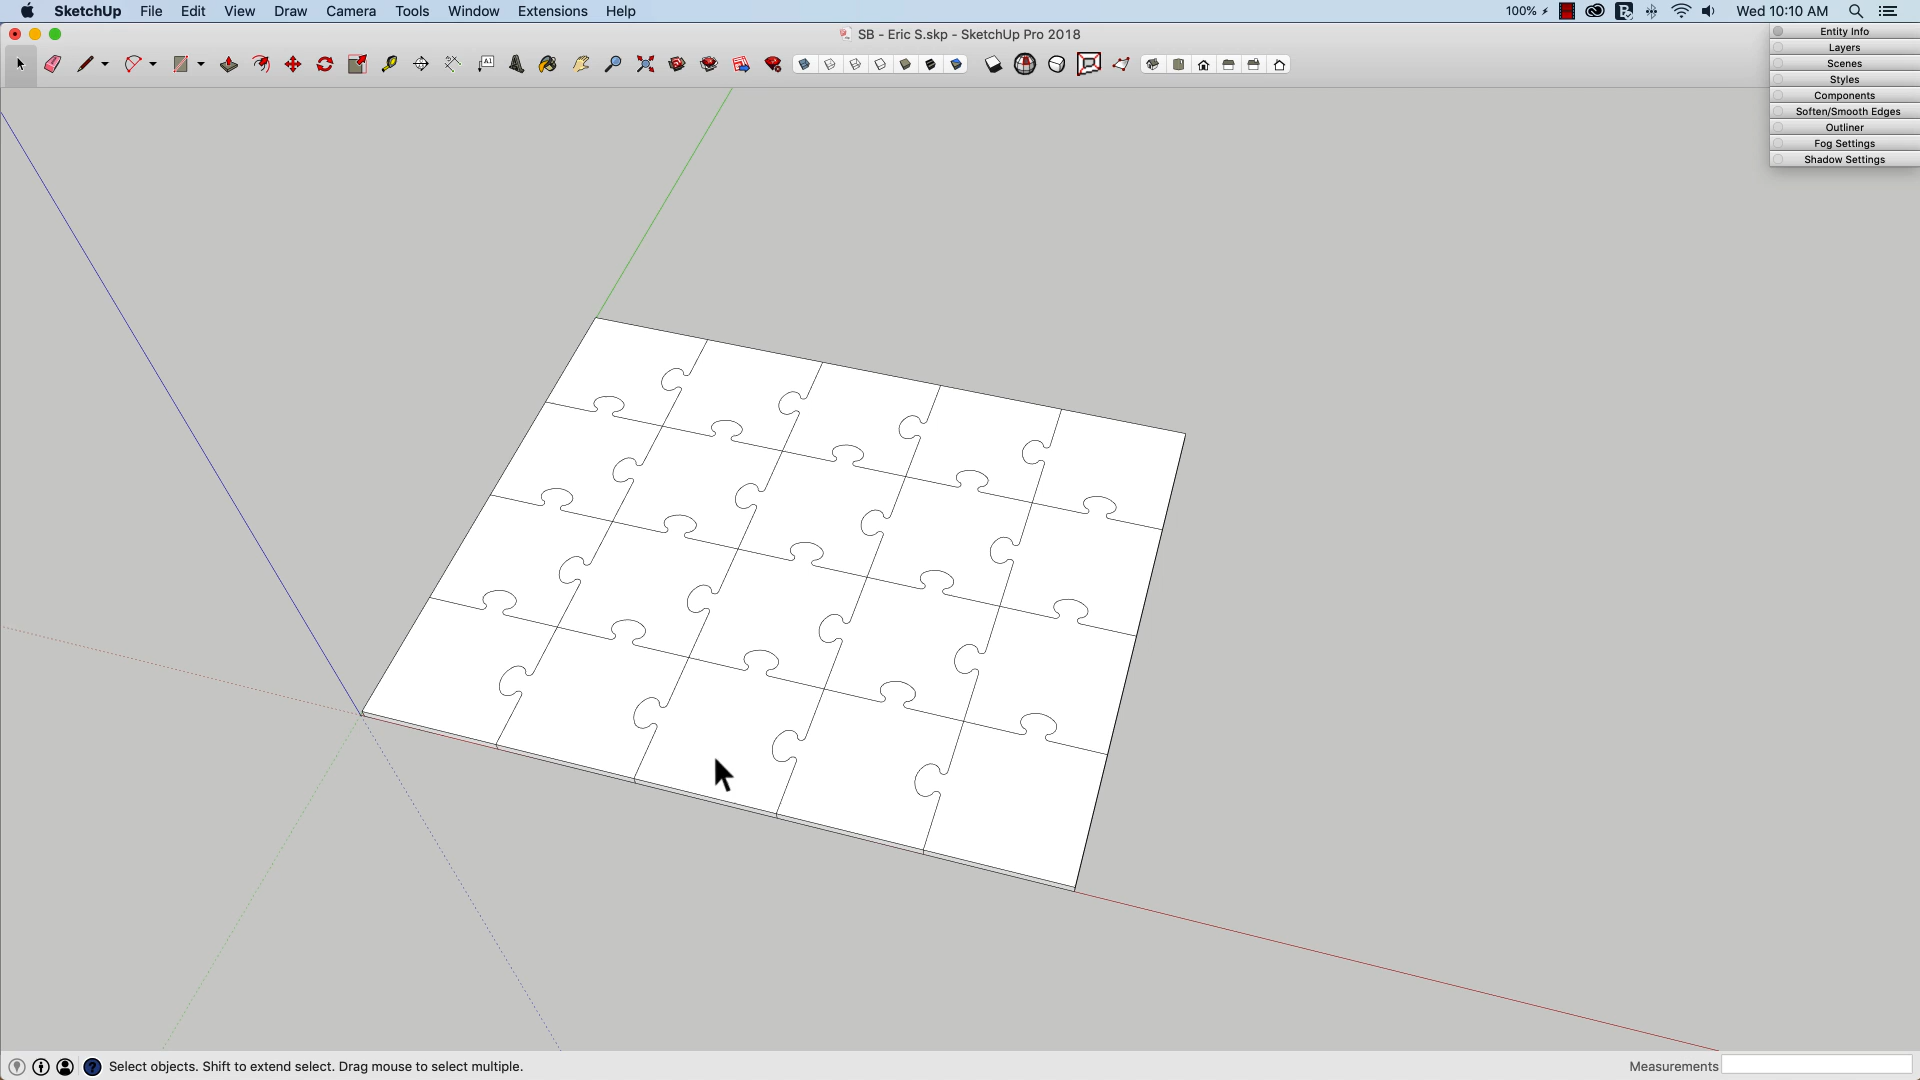 SketchUp File Edit View Draw Camera Tools Window Extensions Help 100% Wed 10:10 AM
SB - Eric S.skp - SketchUp Pro 2018
Entity Info
Layers
Scenes
Styles
Components
Soften/Smooth Edges
Outliner
Fog Settings
Shadow Settings
Select objects. Shift to extend select. Drag mouse to select multiple.
Measurements